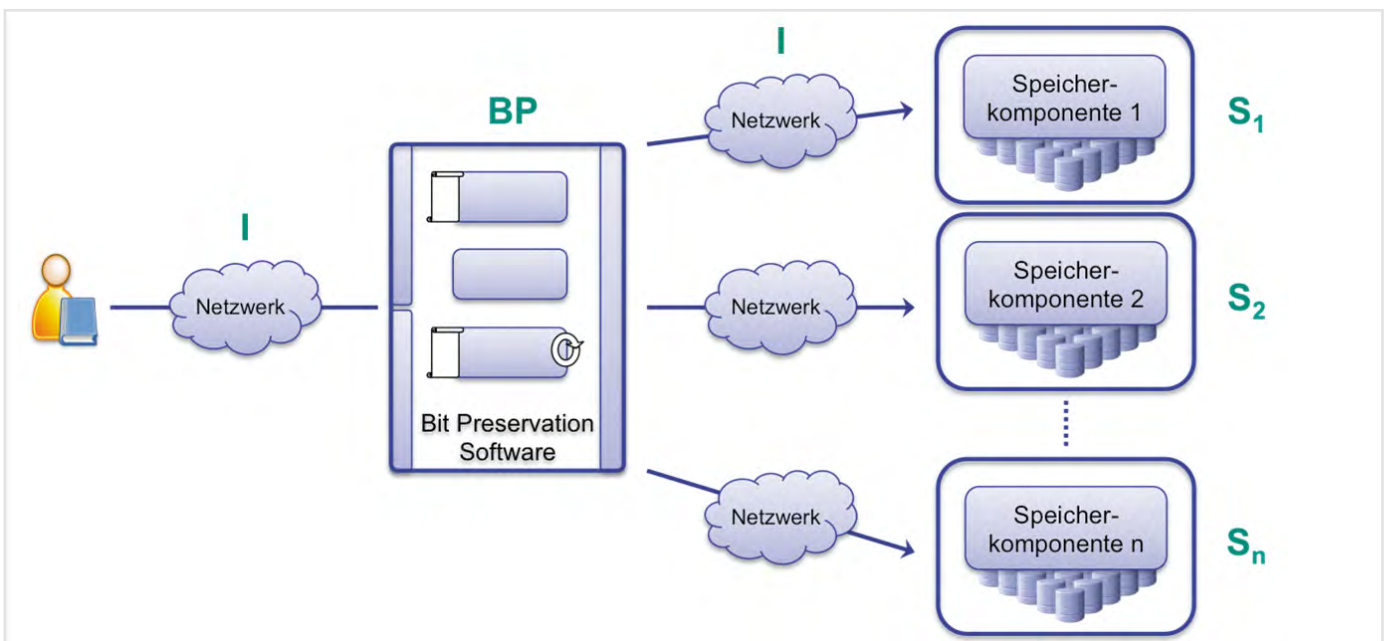 I
Netzwerk
BP
Bit Preservation
Software
I
Netzwerk
Speicher-
komponente 1
S₁
Netzwerk
Speicher-
komponente 2
S₂
Netzwerk
Speicher-
komponente n
Sₙ